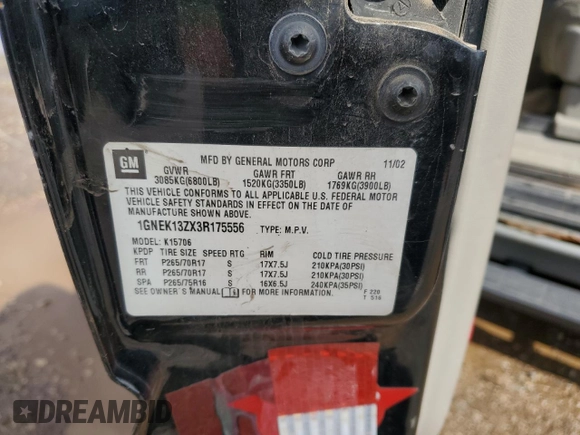 GM
MFD BY GENERAL MOTORS CORP 11/02
GVWR GAWR FRT GAWR RR
3085KG(6800LB) 1520KG(3350LB) 1769KG(3900LB)
THIS VEHICLE CONFORMS TO ALL APPLICABLE U.S. FEDERAL MOTOR
VEHICLE SAFETY STANDARDS IN EFFECT ON THE DATE OF
MANUFACTURE SHOWN ABOVE.
1GNEK13ZX3R175556 TYPE: M.P.V.
MODEL: K15706
KPDP TIRE SIZE SPEED RTG RIM COLD TIRE PRESSURE
FRT P265/70R17 S 17X7.5J 210KPA(30PSI)
RR P265/70R17 S 17X7.5J 210KPA(30PSI)
SPA P265/75R16 S 16X6.5J 240KPA(35PSI)
SEE OWNER'S MANUAL FOR MORE INFORMATION.
F 220
T 516
DREAMBID